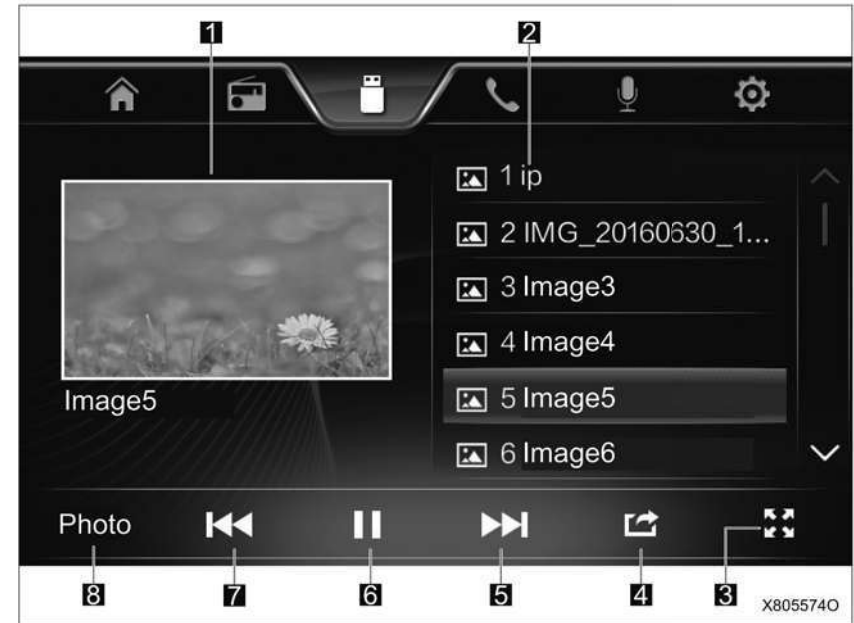 1
2
1 ip
2 IMG_20160630_1...
3 Image3
4 Image4
5 Image5
6 Image6
Image5
Photo
8
7
6
5
4
3
X805574O